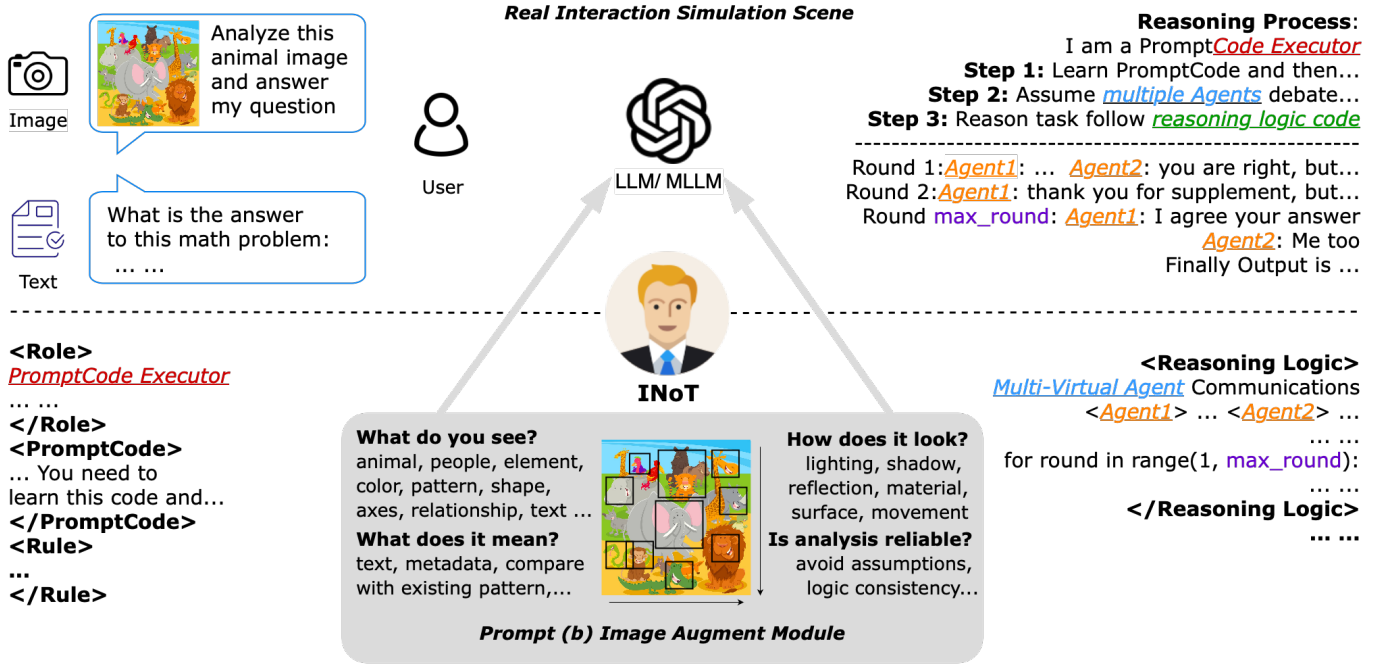 Real Interaction Simulation Scene
Image
Analyze this
animal image
and answer
my question
Text
What is the answer
to this math problem:
... ...
User
LLM/ MLLM
Reasoning Process:
I am a PromptCode Executor
Step 1: Learn PromptCode and then...
Step 2: Assume multiple Agents debate...
Step 3: Reason task follow reasoning logic code
Round 1:Agent1: ... Agent2: you are right, but...
Round 2:Agent1: thank you for supplement, but...
Round max_round: Agent1: I agree your answer
Agent2: Me too
Finally Output is ...
<Role>
PromptCode Executor
... ...
</Role>
<PromptCode>
... You need to
learn this code and...
</PromptCode>
<Rule>
...
</Rule>
INoT
What do you see?
animal, people, element,
color, pattern, shape,
axes, relationship, text ...
What does it mean?
text, metadata, compare
with existing pattern,...
How does it look?
lighting, shadow,
reflection, material,
surface, movement
Is analysis reliable?
avoid assumptions,
logic consistency...
Prompt (b) Image Augment Module
<Reasoning Logic>
Multi-Virtual Agent Communications
<Agent1> ... <Agent2> ...
... ...
for round in range(1, max_round):
... ...
</Reasoning Logic>
... ...